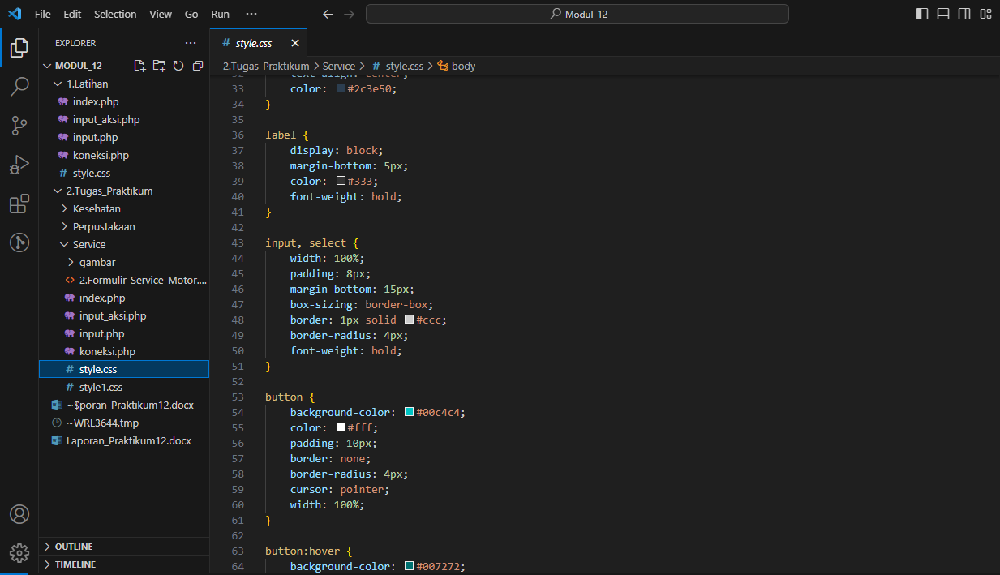 File Edit Selection View Go Run ···
Modul_12
EXPLORER
MODUL_12
1.Latihan
index.php
input_aksi.php
input.php
koneksi.php
# style.css
2.Tugas_Praktikum
Kesehatan
Perpustakaan
Service
gambar
<> 2.Formulir_Service_Motor....
index.php
input_aksi.php
input.php
koneksi.php
# style.css
# style1.css
~$poran_Praktikum12.docx
~WRL3644.tmp
Laporan_Praktikum12.docx
OUTLINE
TIMELINE
# style.css
2.Tugas_Praktikum > Service > # style.css > body
32 text-align: center;
33 color: #2c3e50;
34 }
35
36 label {
37 display: block;
38 margin-bottom: 5px;
39 color: #333;
40 font-weight: bold;
41 }
42
43 input, select {
44 width: 100%;
45 padding: 8px;
46 margin-bottom: 15px;
47 box-sizing: border-box;
48 border: 1px solid #ccc;
49 border-radius: 4px;
50 font-weight: bold;
51 }
52
53 button {
54 background-color: #00c4c4;
55 color: #fff;
56 padding: 10px;
57 border: none;
58 border-radius: 4px;
59 cursor: pointer;
60 width: 100%;
61 }
62
63 button:hover {
64 background-color: #007272;